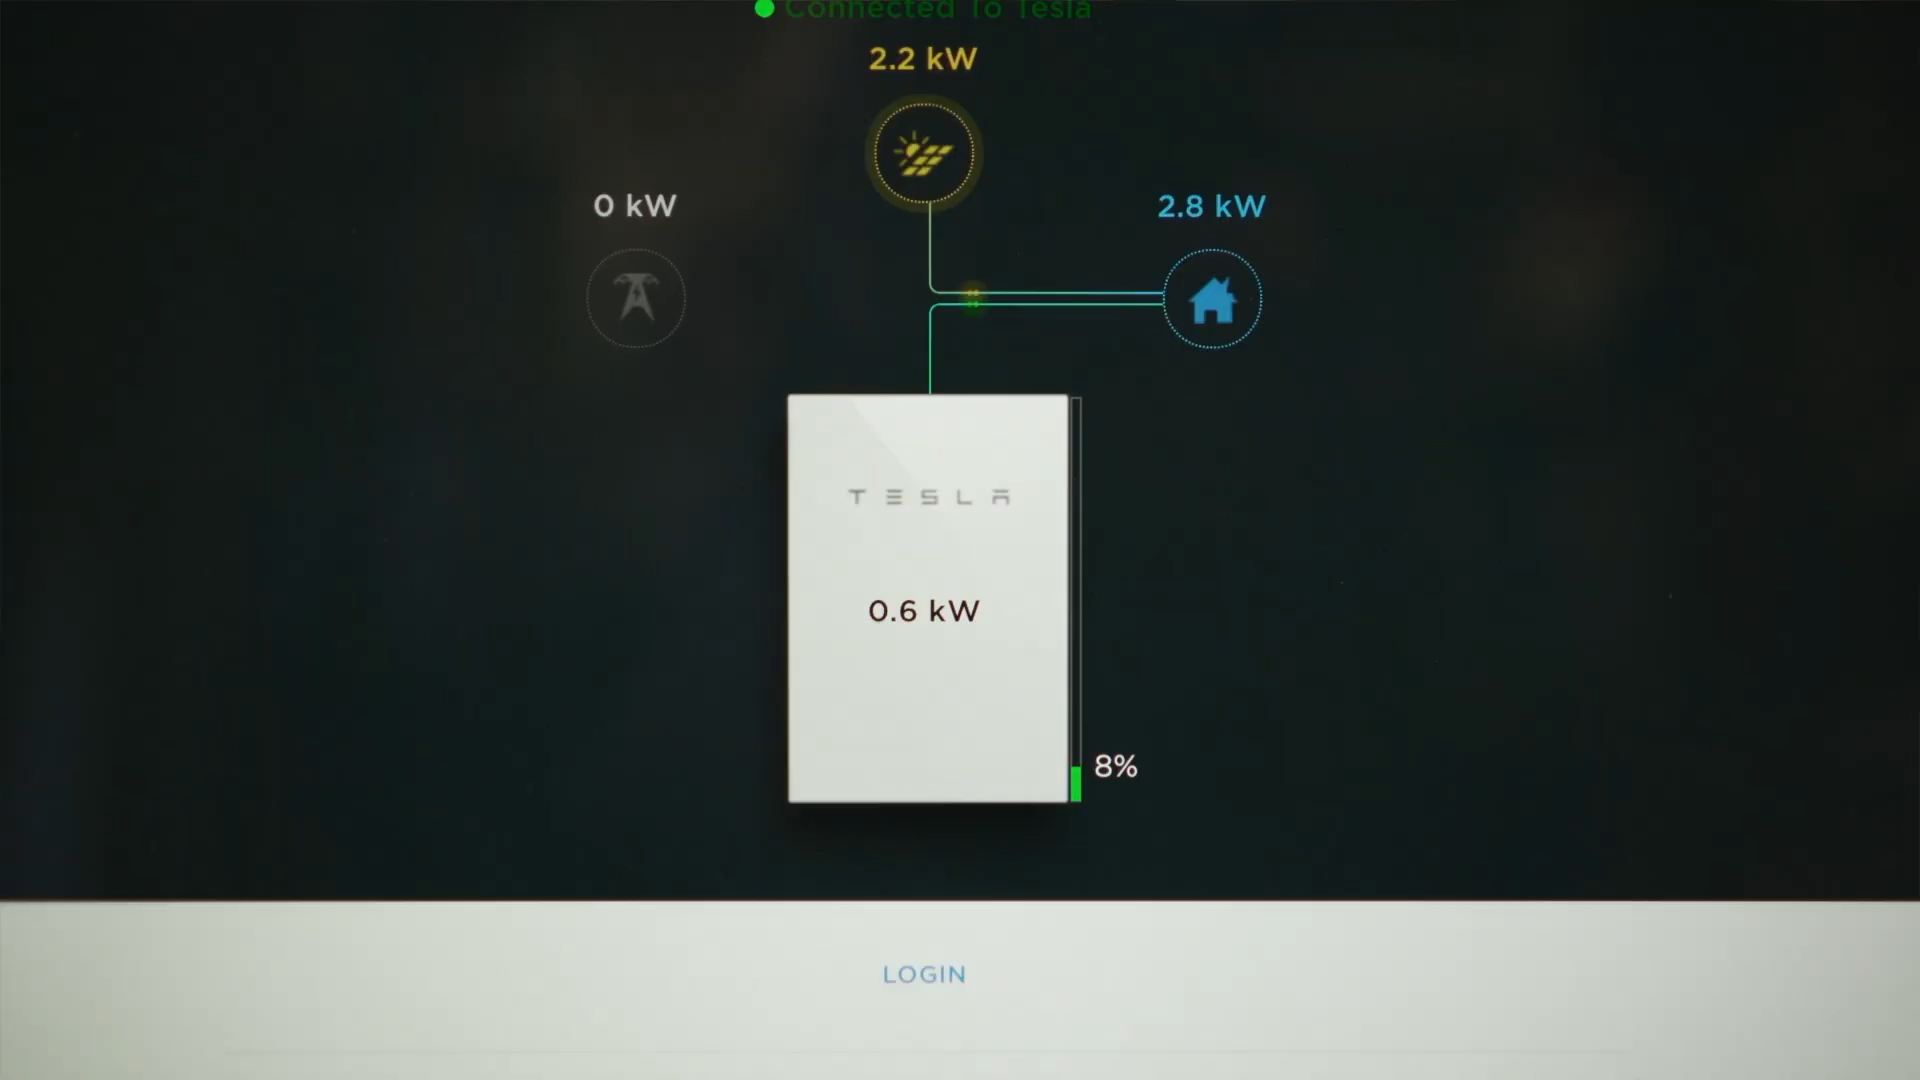 Connected To Tesla
2.2 kW
0 kW
2.8 kW
TESLA
0.6 kW
8%
LOGIN